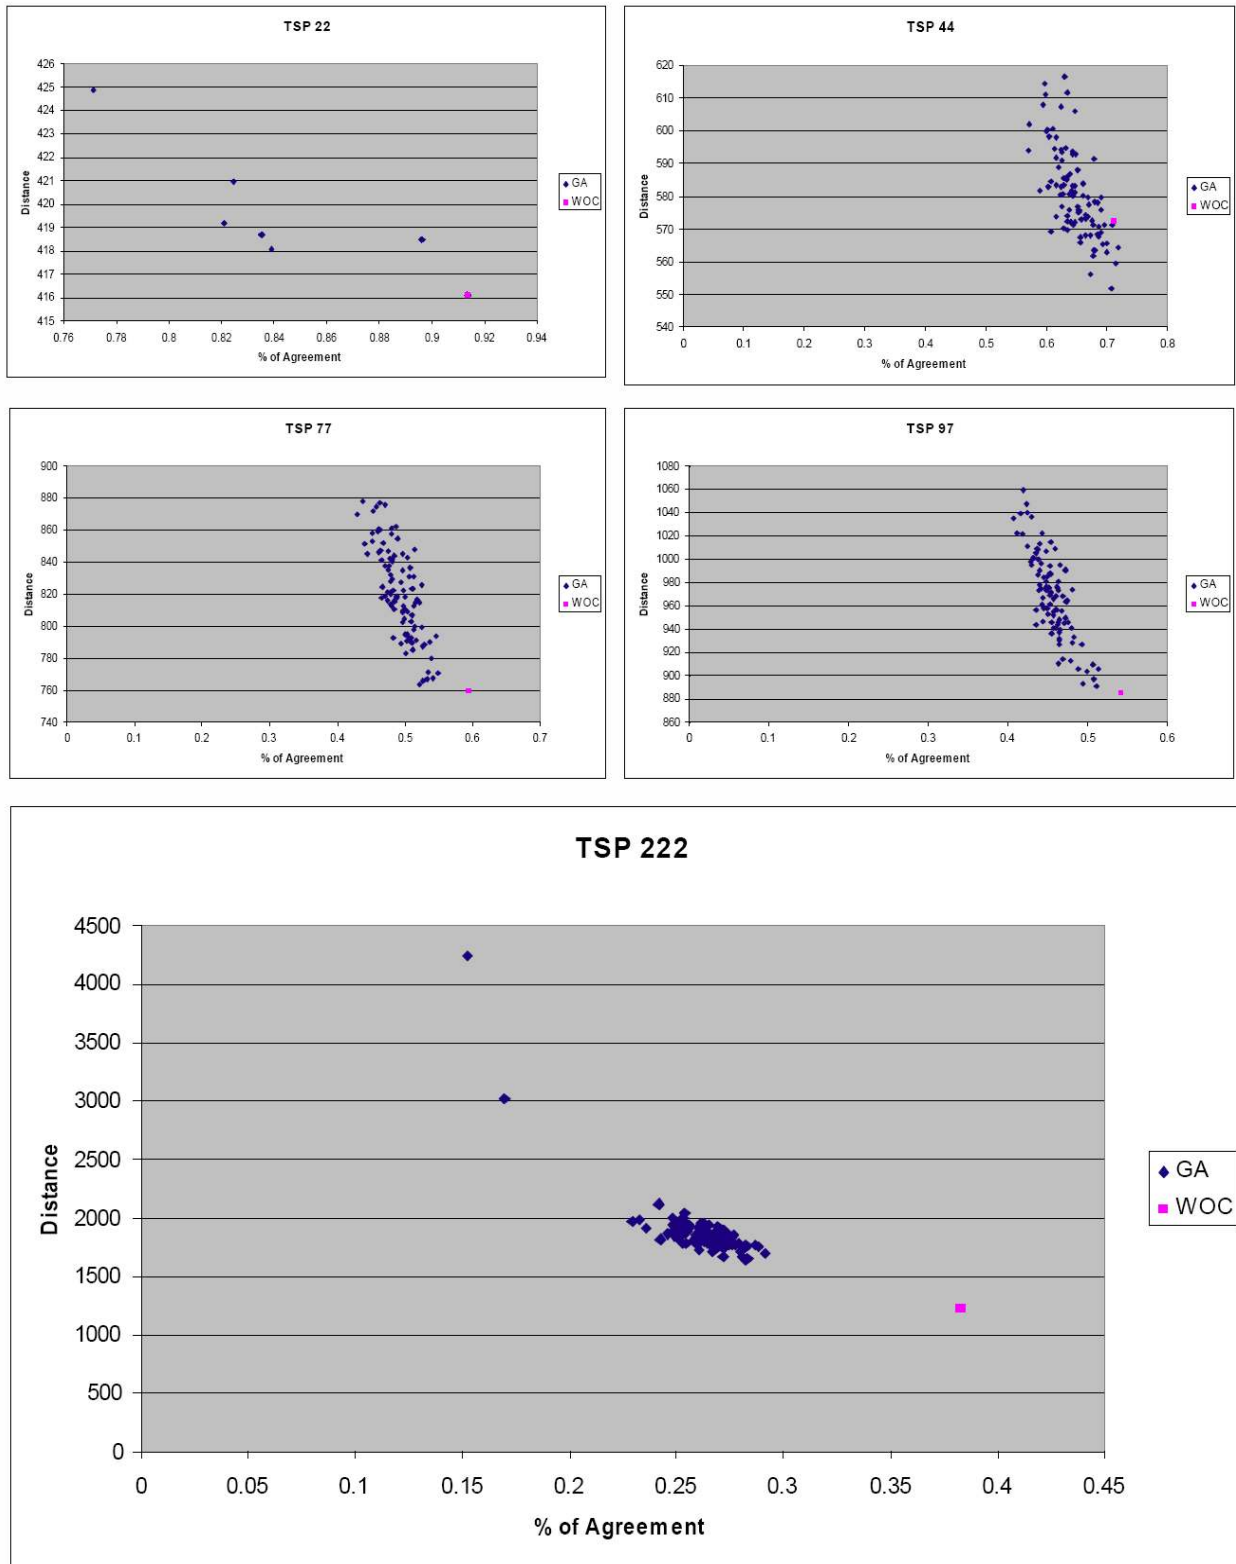 TSP 22
426
425
424
423
422
421
420
419
418
417
416
415
Distance
0.76 0.78 0.8 0.82 0.84 0.86 0.88 0.9 0.92 0.94
% of Agreement
GA
WOC
TSP 44
620
610
600
590
580
570
560
550
540
Distance
0 0.1 0.2 0.3 0.4 0.5 0.6 0.7 0.8
% of Agreement
GA
WOC
TSP 77
900
880
860
840
820
800
780
760
740
Distance
0 0.1 0.2 0.3 0.4 0.5 0.6 0.7
% of Agreement
GA
WOC
TSP 97
1080
1060
1040
1020
1000
980
960
940
920
900
880
860
Distance
0 0.1 0.2 0.3 0.4 0.5 0.6
% of Agreement
GA
WOC
TSP 222
4500
4000
3500
3000
2500
2000
1500
1000
500
0
Distance
0 0.05 0.1 0.15 0.2 0.25 0.3 0.35 0.4 0.45
% of Agreement
GA
WOC